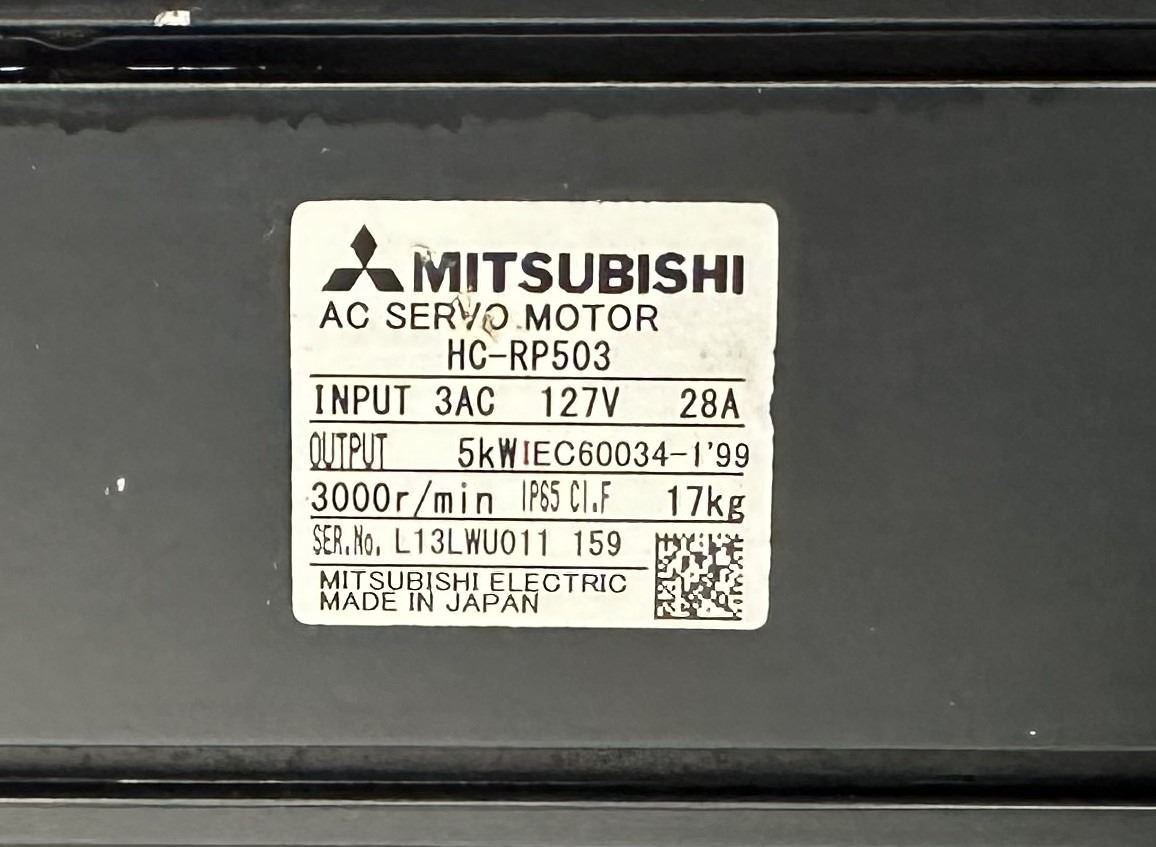 MITSUBISHI
AC SERVO MOTOR
HC-RP503
INPUT 3AC 127V 28A
OUTPUT 5kW IEC60034-1'99
3000r/min IP65 CI.F 17kg
SER.No. L13LWU011 159
MITSUBISHI ELECTRIC
MADE IN JAPAN